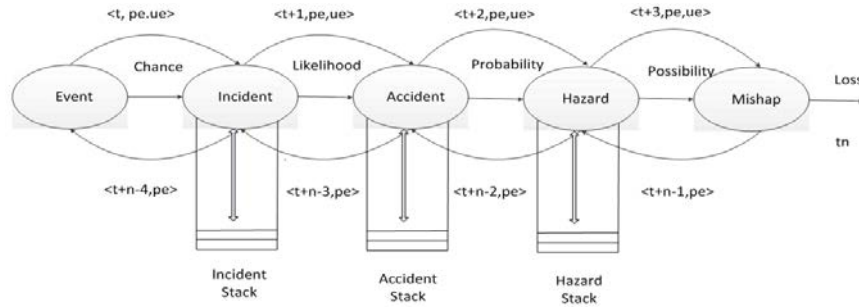 <t, pe.ue>
<t+1,pe,ue>
<t+2,pe,ue>
<t+3,pe,ue>
Chance
Likelihood
Probability
Possibility
Loss
Event
Incident
Accident
Hazard
Mishap
tn
<t+n-4,pe>
<t+n-3,pe>
<t+n-2,pe>
<t+n-1,pe>
Incident
Stack
Accident
Stack
Hazard
Stack